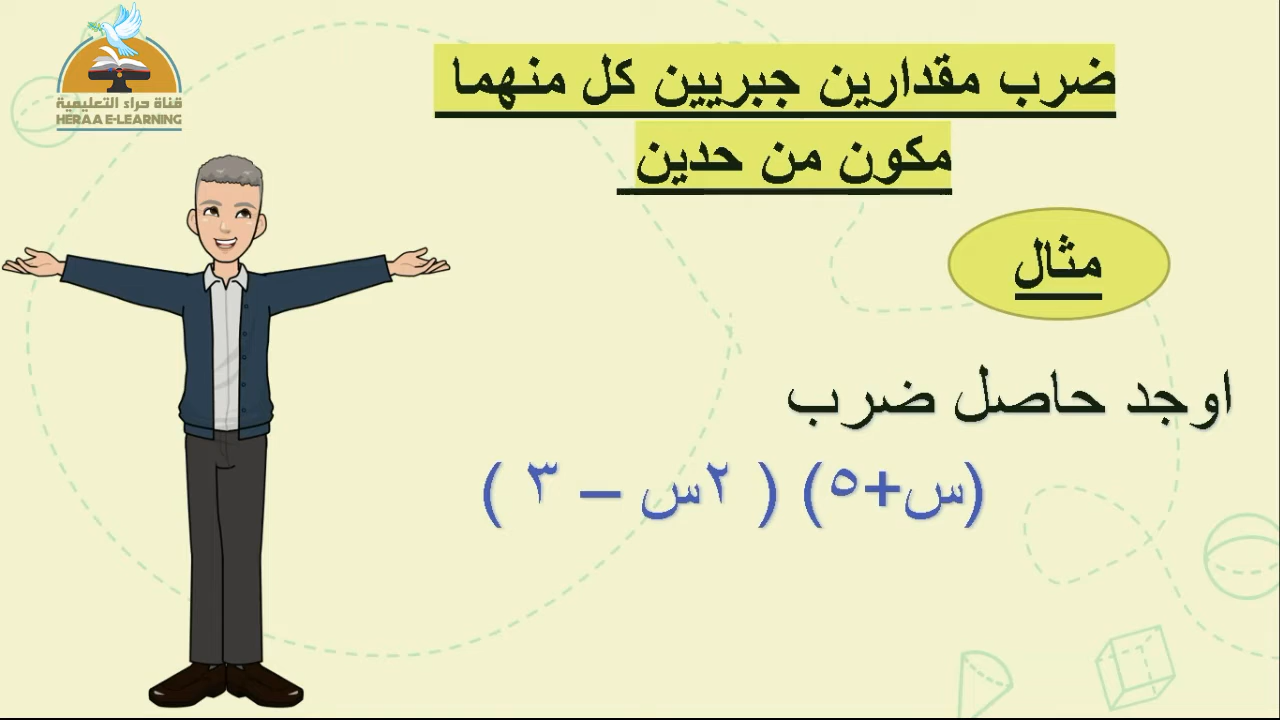 قناة حراء التعليمية
HERAA E-LEARNING
ضرب مقدارين جبريين كل منهما
مكون من حدين
مثال
اوجد حاصل ضرب
(س+٥) ( ٢س – ٣ )